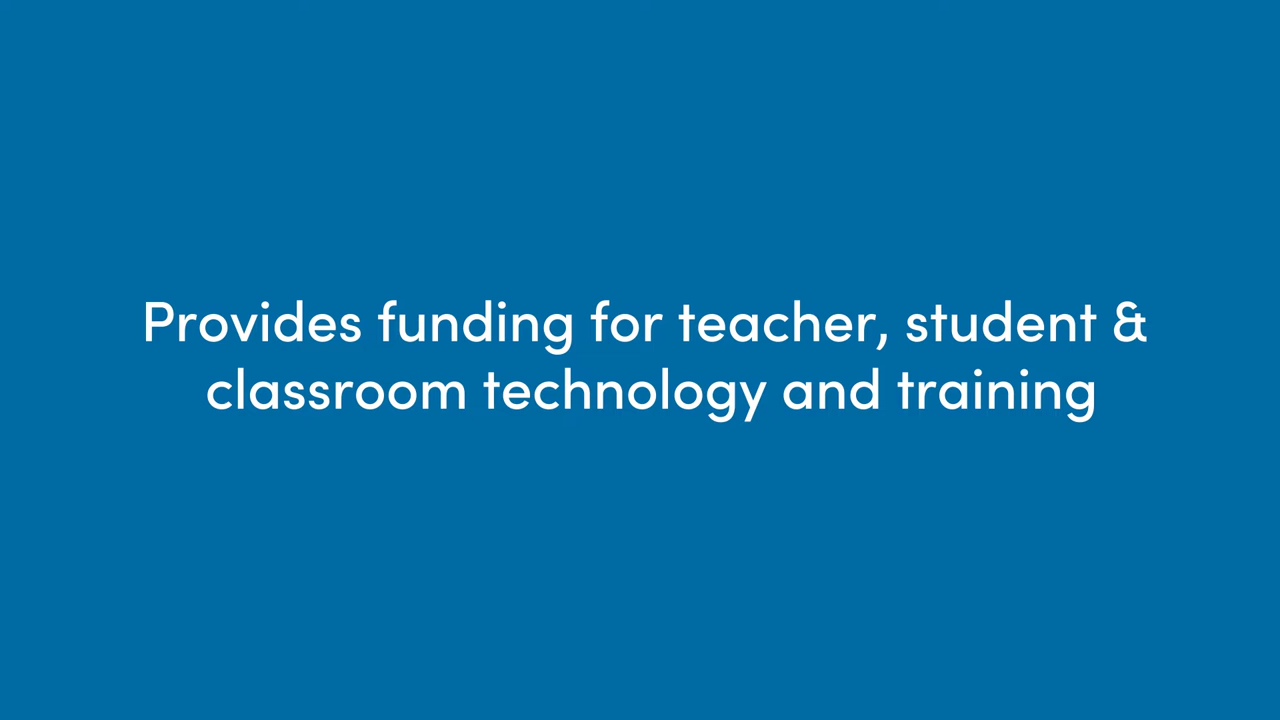 Provides funding for teacher, student &
classroom technology and training